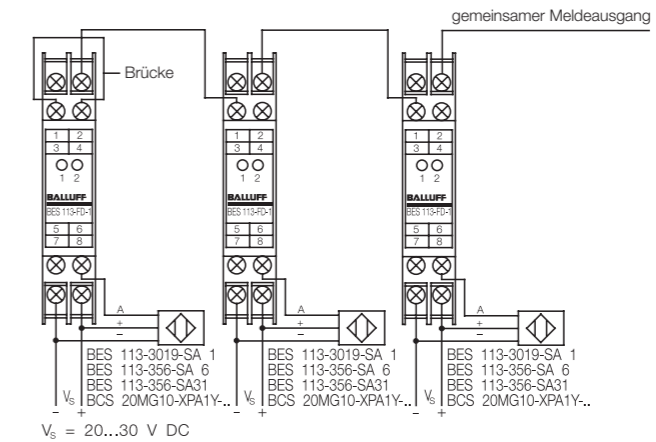 gemeinsamer Meldeausgang
Brücke
1 2
3 4
1 2
BALLUFF
BES 113-FD-1
5 6
7 8
A
+
–
BES 113-3019-SA 1
BES 113-356-SA 6
BES 113-356-SA31
BCS 20MG10-XPA1Y-..
– VS +
1 2
3 4
1 2
BALLUFF
BES 113-FD-1
5 6
7 8
A
+
–
BES 113-3019-SA 1
BES 113-356-SA 6
BES 113-356-SA31
BCS 20MG10-XPA1Y-..
– VS +
1 2
3 4
1 2
BALLUFF
BES 113-FD-1
5 6
7 8
A
+
–
BES 113-3019-SA 1
BES 113-356-SA 6
BES 113-356-SA31
BCS 20MG10-XPA1Y-..
– VS +
VS = 20...30 V DC